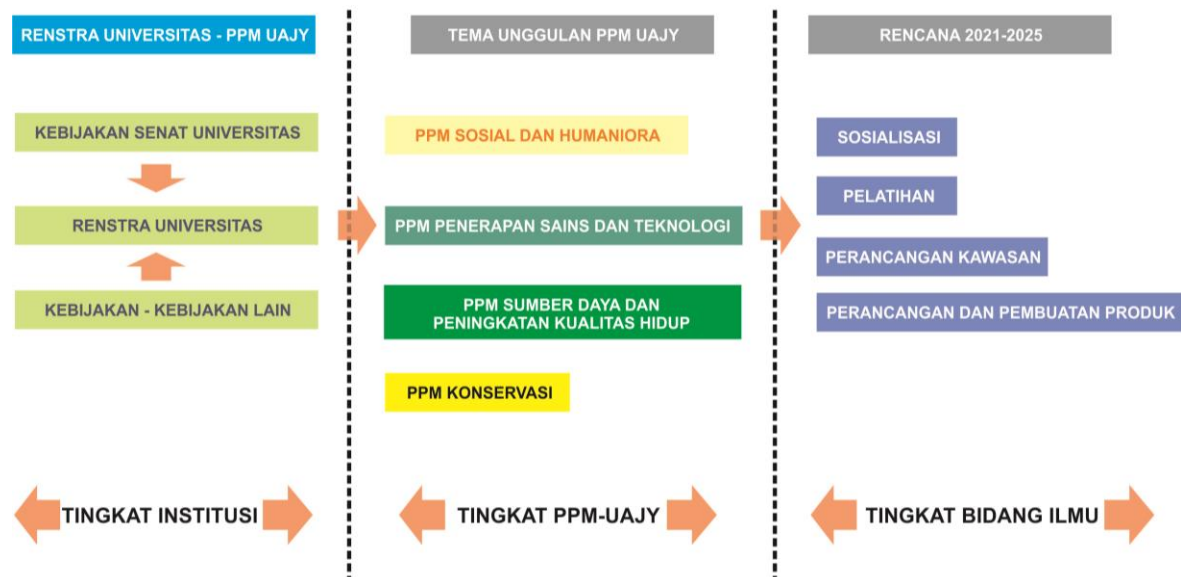 RENSTRA UNIVERSITAS - PPM UAJY
KEBIJAKAN SENAT UNIVERSITAS
RENSTRA UNIVERSITAS
KEBIJAKAN - KEBIJAKAN LAIN
TINGKAT INSTITUSI
TEMA UNGGULAN PPM UAJY
PPM SOSIAL DAN HUMANIORA
PPM PENERAPAN SAINS DAN TEKNOLOGI
PPM SUMBER DAYA DAN
PENINGKATAN KUALITAS HIDUP
PPM KONSERVASI
TINGKAT PPM-UAJY
RENCANA 2021-2025
SOSIALISASI
PELATIHAN
PERANCANGAN KAWASAN
PERANCANGAN DAN PEMBUATAN PRODUK
TINGKAT BIDANG ILMU